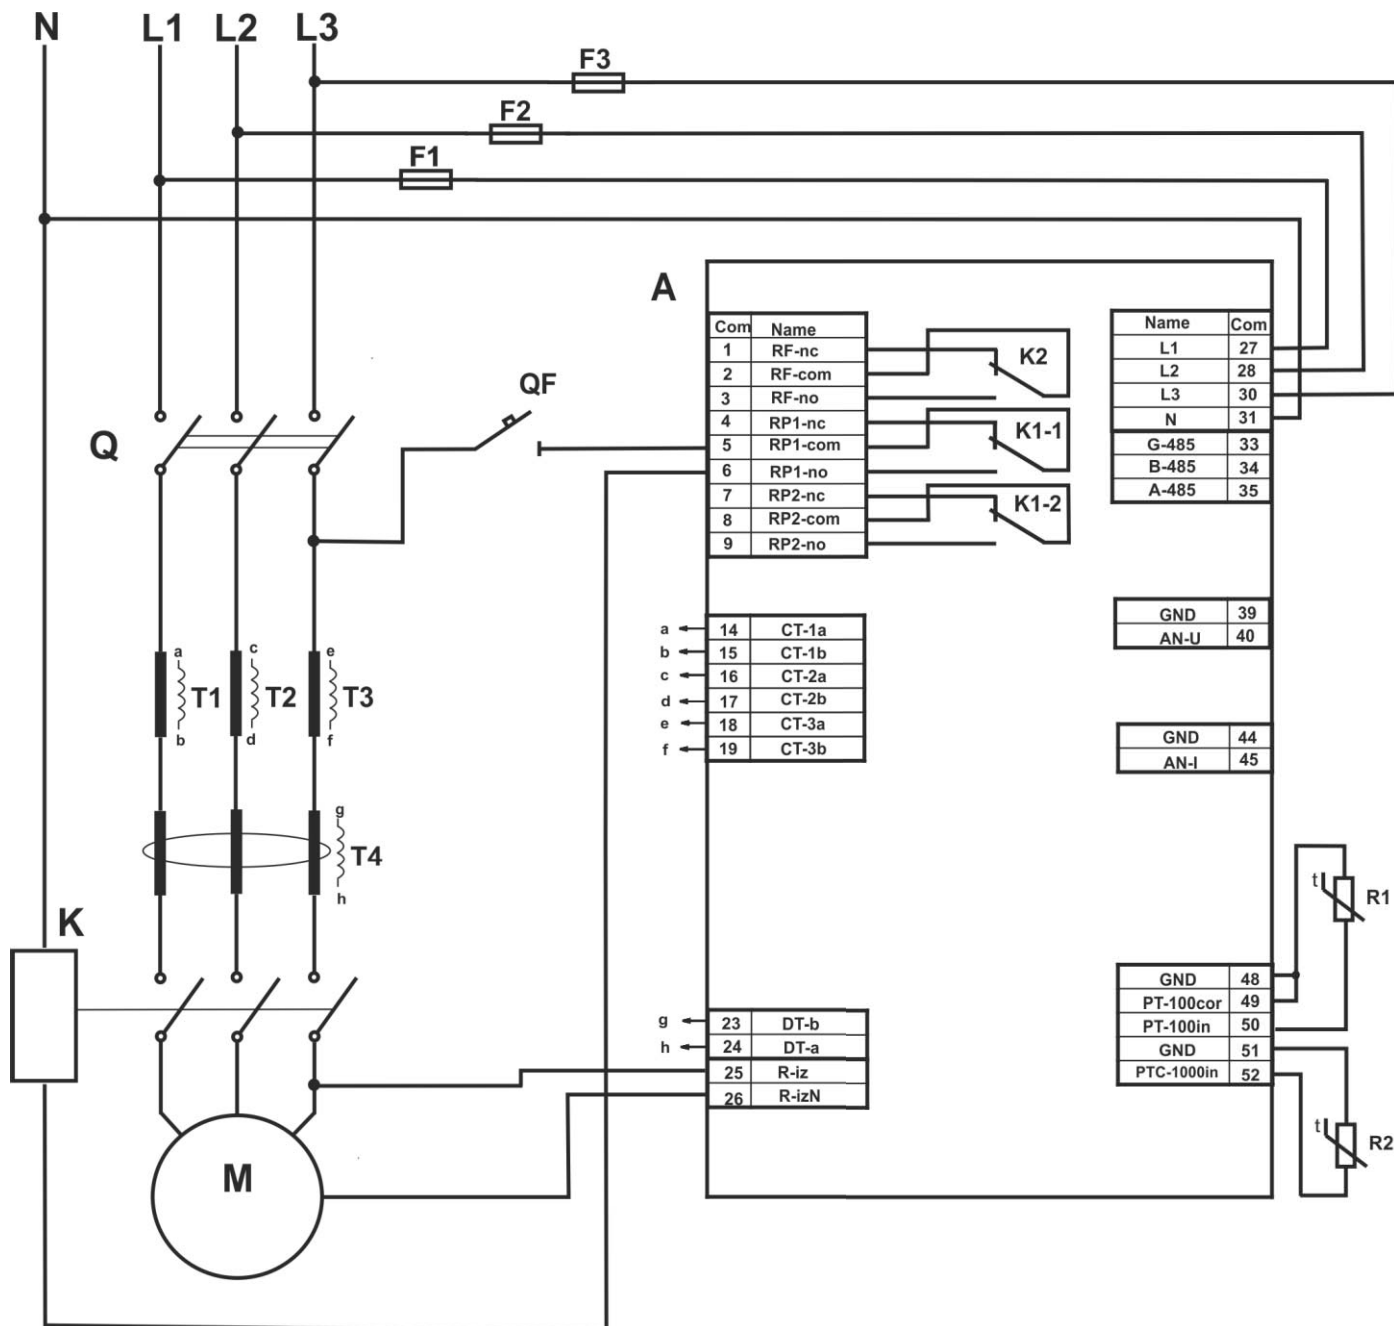 N L1 L2 L3
F3
F2
F1
A
Com Name
1 RF-nc
2 RF-com
3 RF-no
4 RP1-nc
5 RP1-com
6 RP1-no
7 RP2-nc
8 RP2-com
9 RP2-no
K2
K1-1
K1-2
Name Com
L1 27
L2 28
L3 30
N 31
G-485 33
B-485 34
A-485 35
QF
Q
a c e
T1 T2 T3
b d f
a 14 CT-1a
b 15 CT-1b
c 16 CT-2a
d 17 CT-2b
e 18 CT-3a
f 19 CT-3b
GND 39
AN-U 40
GND 44
AN-I 45
g
T4
h
K
t R1
GND 48
PT-100cor 49
PT-100in 50
GND 51
PTC-1000in 52
g 23 DT-b
h 24 DT-a
25 R-iz
26 R-izN
t R2
M